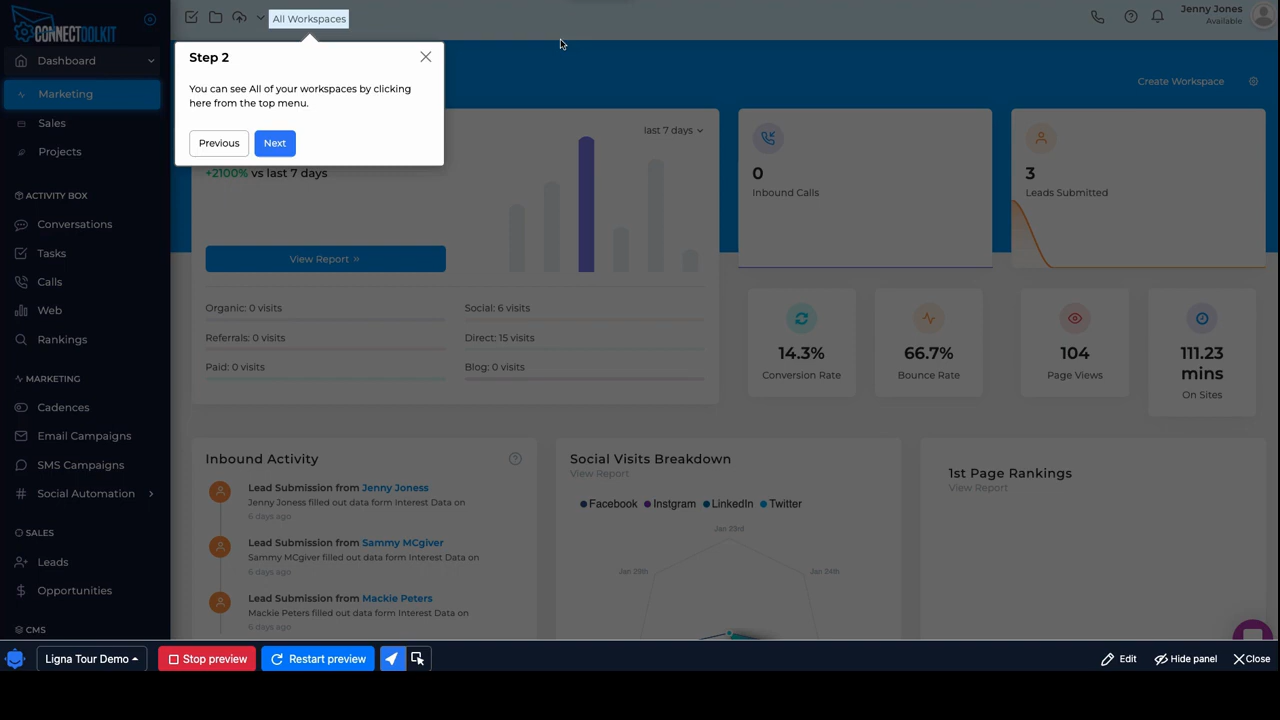 CONNECTOOLKIT
All Workspaces
Jenny Jones
Available
Dashboard
Marketing
Sales
Projects
ACTIVITY BOX
Conversations
Tasks
Calls
Web
Rankings
MARKETING
Cadences
Email Campaigns
SMS Campaigns
Social Automation
SALES
Leads
Opportunities
CMS
Step 2
You can see All of your workspaces by clicking
here from the top menu.
Previous
Next
Create Workspace
last 7 days
+2100% vs last 7 days
View Report »
Organic: 0 visits
Social: 6 visits
Referrals: 0 visits
Direct: 15 visits
Paid: 0 visits
Blog: 0 visits
0
Inbound Calls
3
Leads Submitted
14.3%
Conversion Rate
66.7%
Bounce Rate
104
Page Views
111.23
mins
On Sites
Inbound Activity
Lead Submission from Jenny Joness
Jenny Joness filled out data form Interest Data on
6 days ago
Lead Submission from Sammy MCgiver
Sammy MCgiver filled out data form Interest Data on
6 days ago
Lead Submission from Mackie Peters
Mackie Peters filled out data form Interest Data on
6 days ago
Social Visits Breakdown
View Report
Facebook Instgram LinkedIn Twitter
Jan 23rd
Jan 29th
Jan 24th
1st Page Rankings
View Report
Ligna Tour Demo
Stop preview
Restart preview
Edit
Hide panel
Close